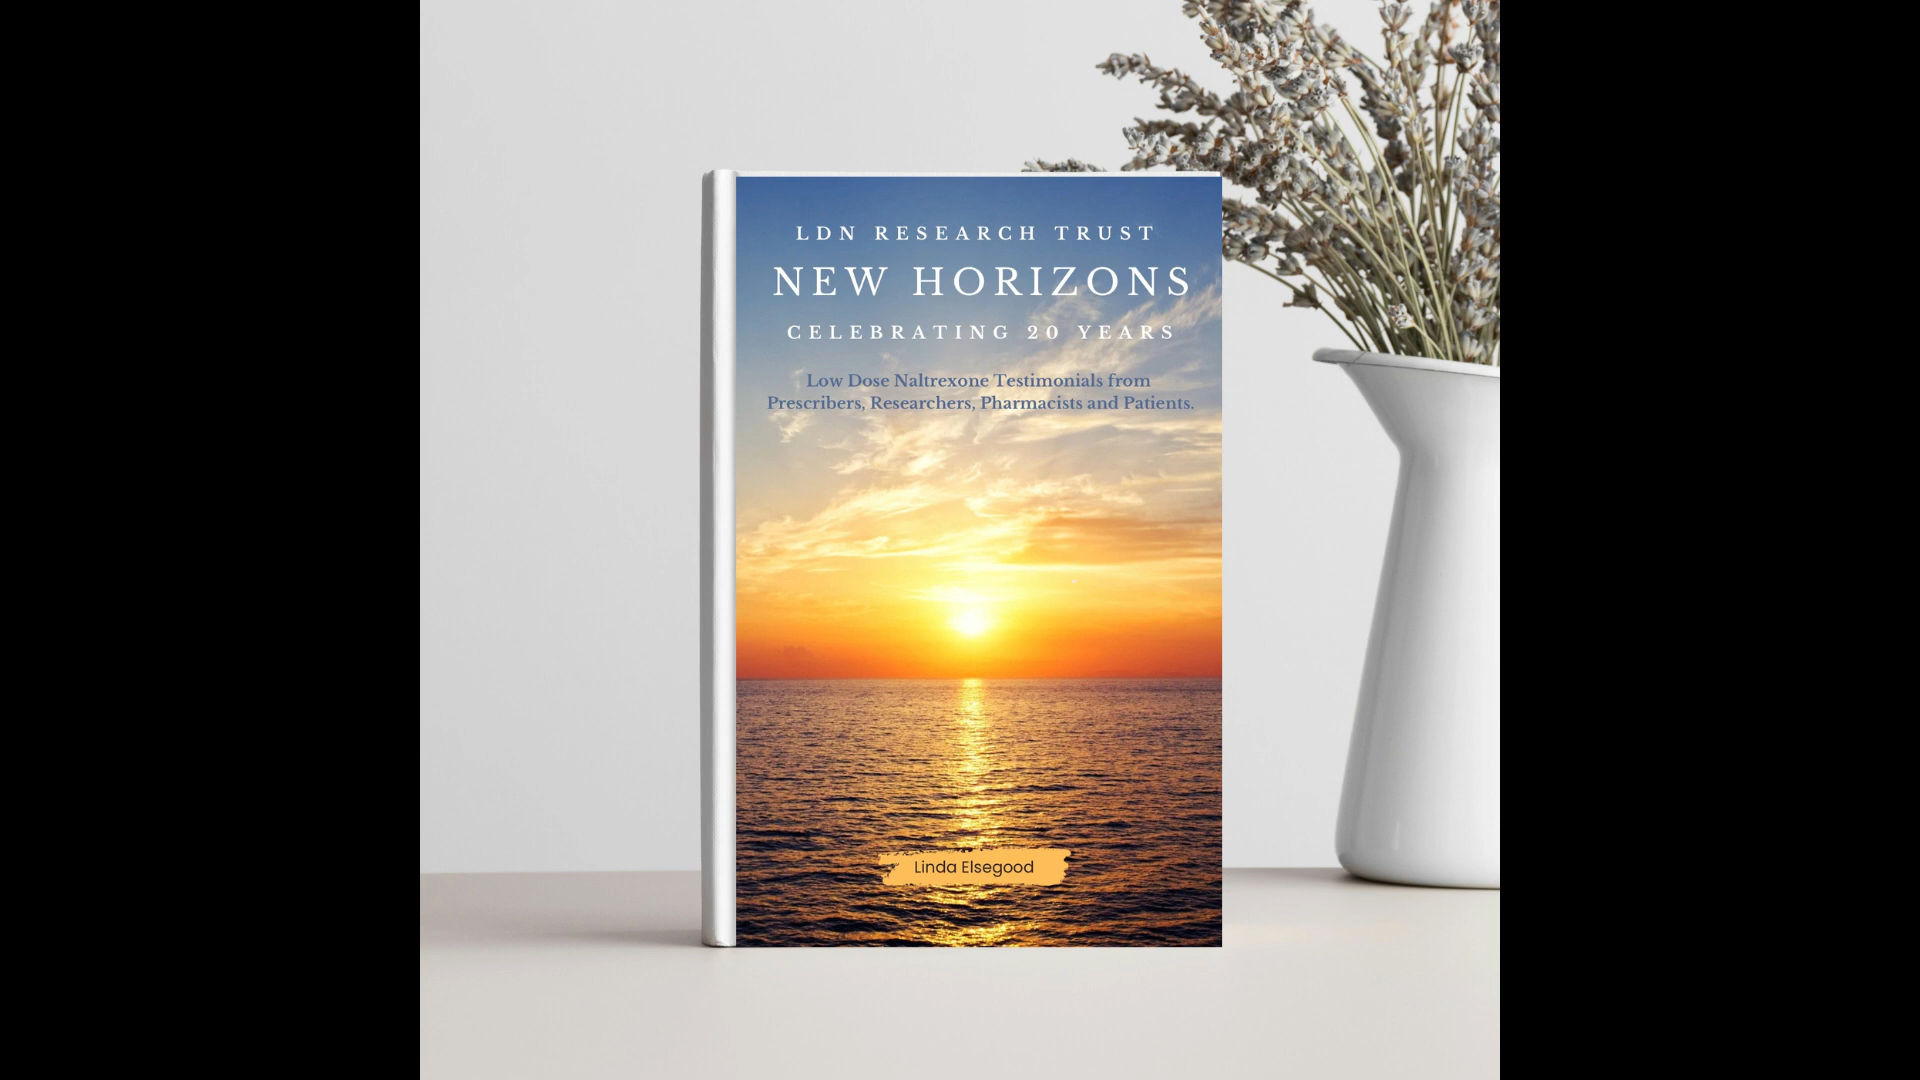 LDN RESEARCH TRUST
NEW HORIZONS
CELEBRATING 20 YEARS
Low Dose Naltrexone Testimonials from
Prescribers, Researchers, Pharmacists and Patients.
Linda Elsegood